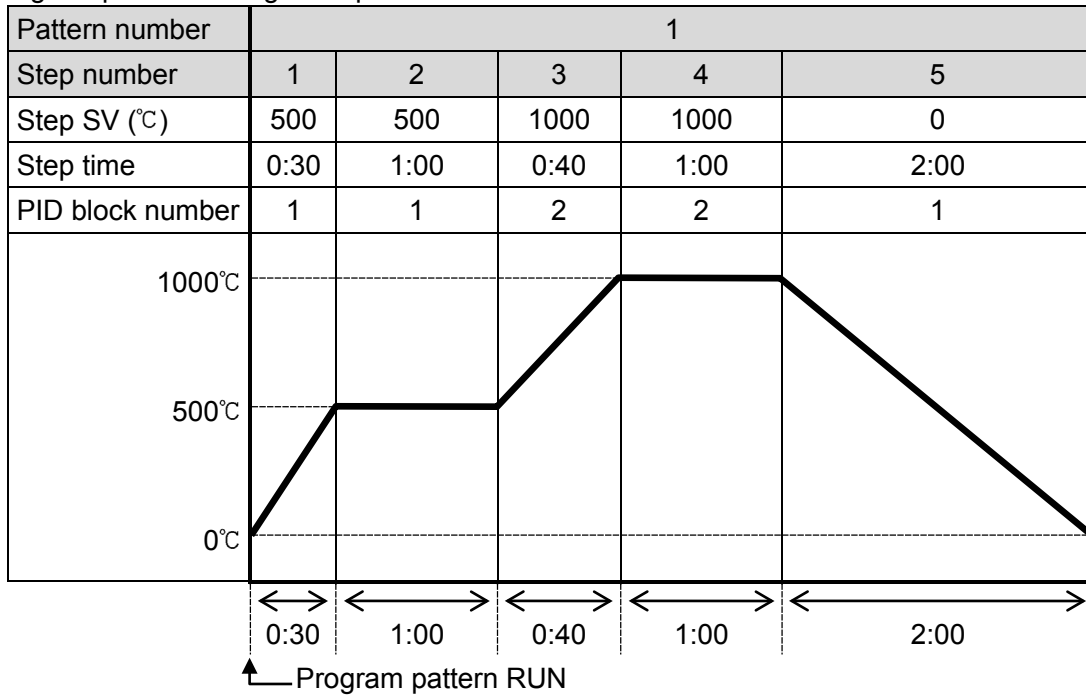 Pattern number 1
Step number 1 2 3 4 5
Step SV (℃) 500 500 1000 1000 0
Step time 0:30 1:00 0:40 1:00 2:00
PID block number 1 1 2 2 1
1000℃
500℃
0℃
0:30 1:00 0:40 1:00 2:00
Program pattern RUN